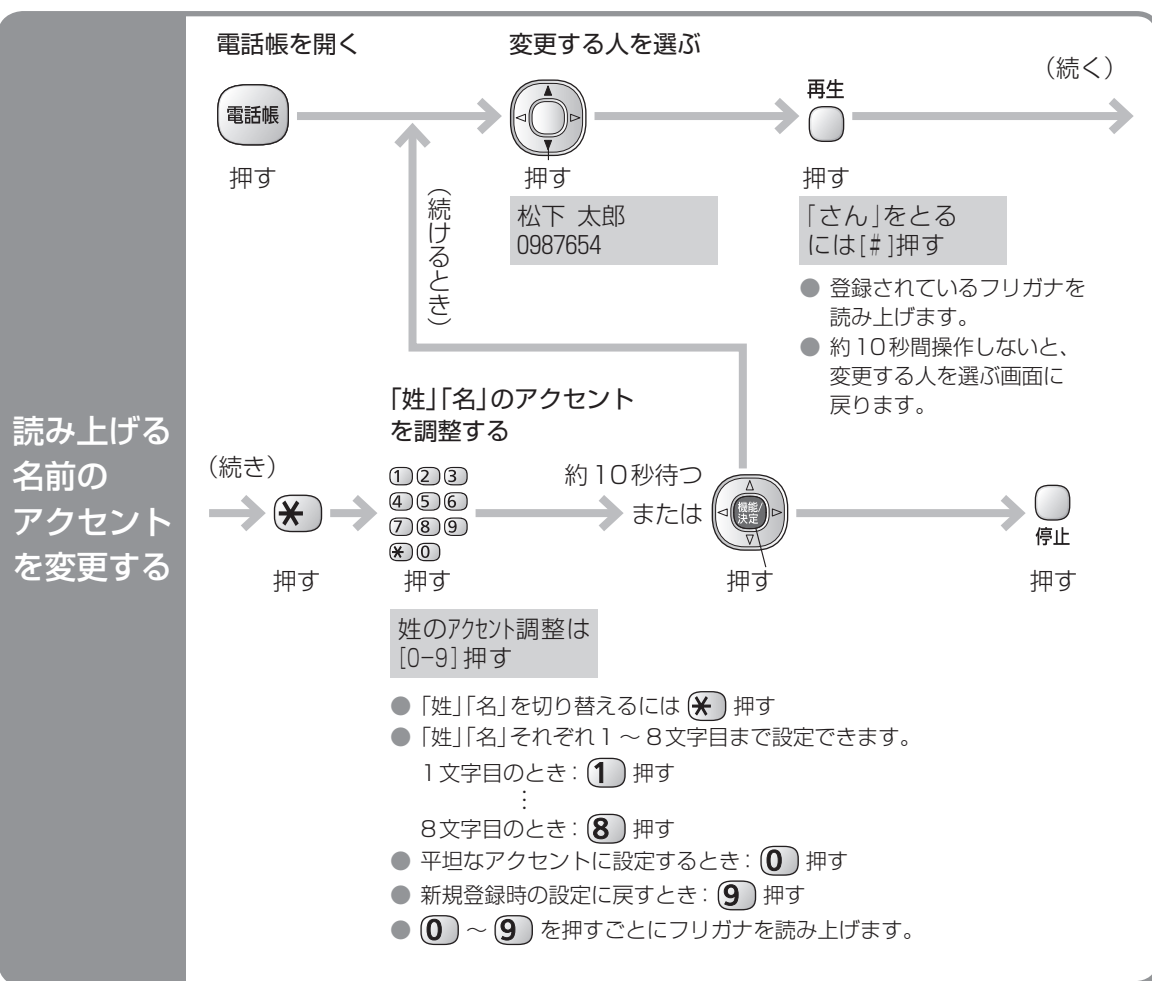 読み上げる
名前の
アクセント
を変更する
電話帳を開く
電話帳
押す
変更する人を選ぶ
押す
松下 太郎
0987654
再生
押す
「さん」をとる
には[#]押す
● 登録されているフリガナを
読み上げます。
● 約10秒間操作しないと、
変更する人を選ぶ画面に
戻ります。
(続く)
(続けるとき)
(続き)
*
押す
「姓」「名」のアクセント
を調整する
1 2 3
4 5 6
7 8 9
* 0
押す
姓のアクセント調整は
[0-9]押す
約10秒待つ
または
機能/
決定
押す
停止
押す
● 「姓」「名」を切り替えるには * 押す
● 「姓」「名」それぞれ1〜8文字目まで設定できます。
1文字目のとき: 1 押す
⋮
8文字目のとき: 8 押す
● 平坦なアクセントに設定するとき: 0 押す
● 新規登録時の設定に戻すとき: 9 押す
● 0 〜 9 を押すごとにフリガナを読み上げます。